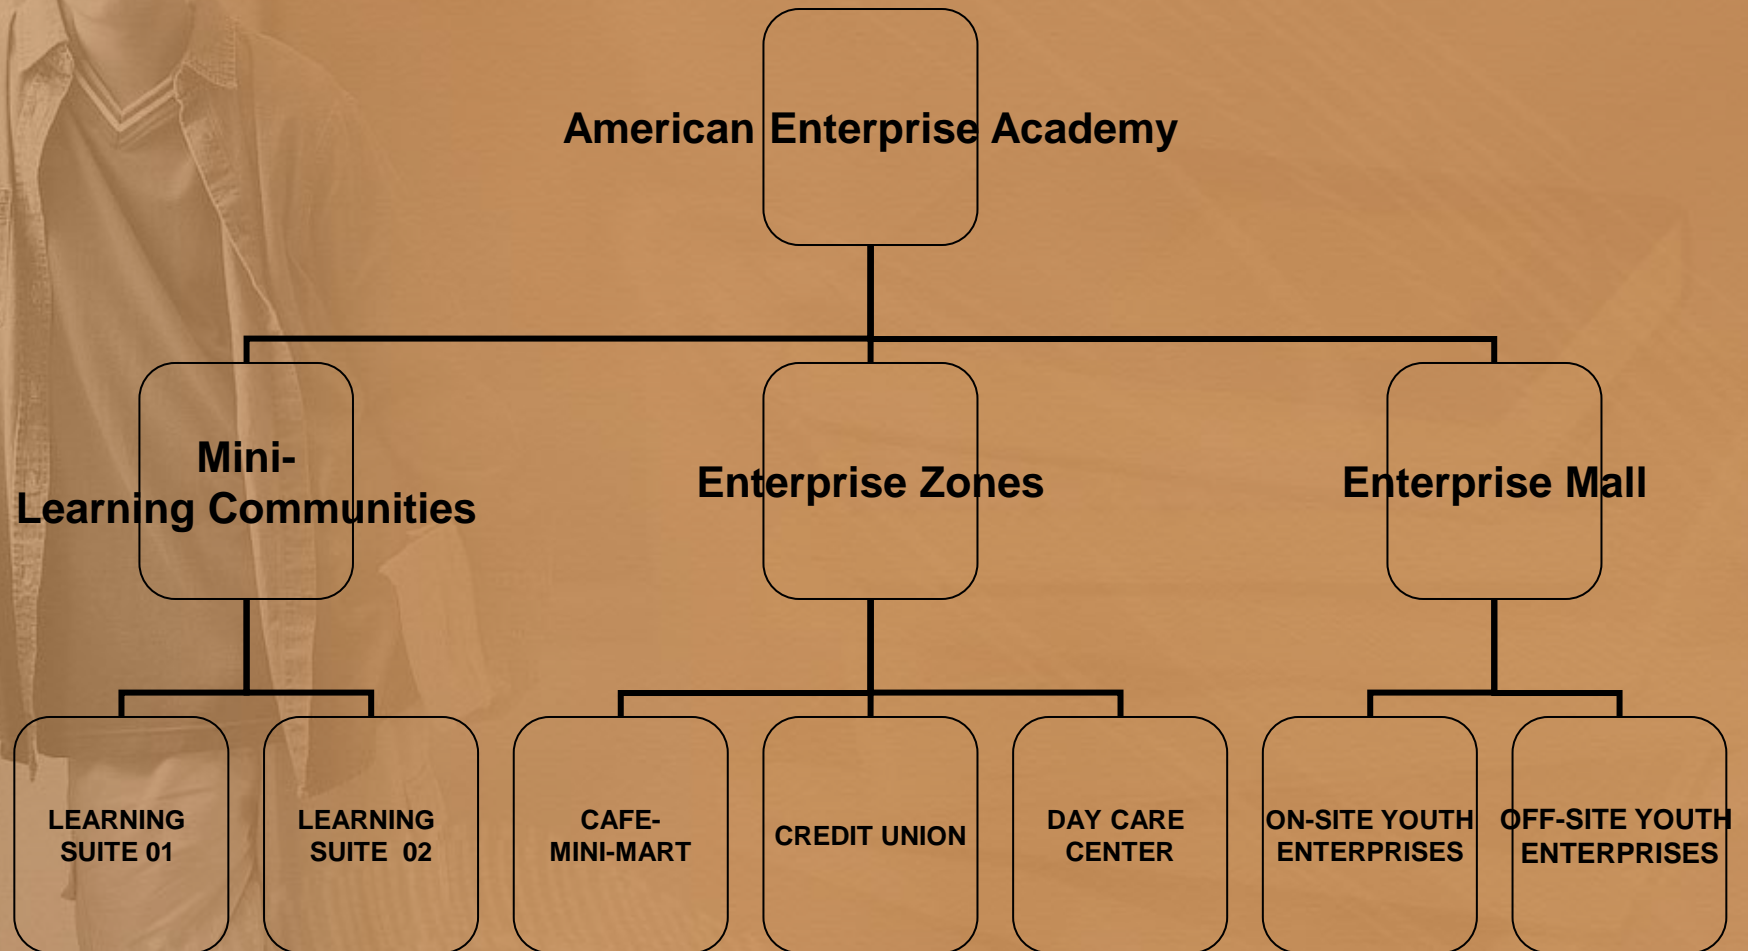 American Enterprise Academy
Mini-
Learning Communities
Enterprise Zones
Enterprise Mall
LEARNING
SUITE 01
LEARNING
SUITE 02
CAFE-
MINI-MART
CREDIT UNION
DAY CARE
CENTER
ON-SITE YOUTH
ENTERPRISES
OFF-SITE YOUTH
ENTERPRISES